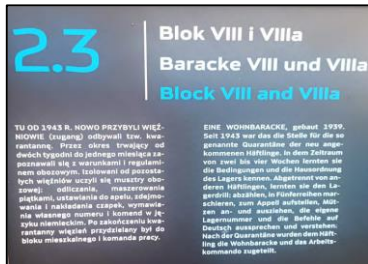 2.3
Blok VIII i VIIIa
Baracke VIII und VIIIa
Block VIII and VIIIa
TU OD 1943 R. NOWO PRZYBYLI WIĘŹ-
NIOWIE (zugang) odbywali tzw. kwa-
rantannę. Przez okres trwający od
dwóch tygodni do jednego miesiąca za-
poznawali się z warunkami i regulami-
nem obozowym. Izolowani od pozosta-
łych więźniów uczyli się musztry obo-
zowej: odliczania, maszerowania
piątkami, ustawiania do apelu, zdejmo-
wania i nakładania czapek, wymawia-
nia własnego numeru i komend w ję-
zyku niemieckim. Po zakończeniu kwa-
rantanny więzień przydzielany był do
bloku mieszkalnego i komanda pracy.
EINE WOHNBARACKE, gebaut 1939.
Seit 1943 war das die Stelle für die so
genannte Quarantäne der neu ange-
kommenen Häftlinge. In dem Zeitraum
von zwei bis vier Wochen lernten sie
die Bedingungen und die Hausordnung
des Lagers kennen. Abgetrennt von an-
deren Häftlingen, lernten sie den La-
gerdrill: abzählen, in Fünferreihen mar-
schieren, zum Appell aufstellen, Müt-
zen an- und ausziehen, die eigene
Lagernummer und die Befehle auf
Deutsch aussprechen und verstehen.
Nach der Quarantäne wurden dem Häft-
ling die Wohnbaracke und das Arbeits-
kommando zugeteilt.